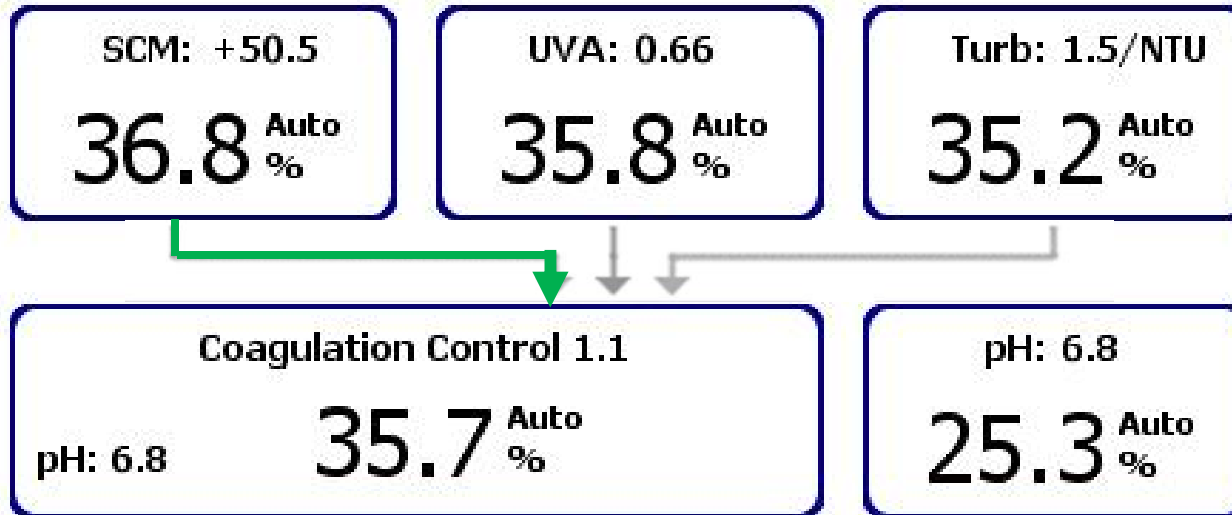 SCM: +50.5
36.8 Auto %
UVA: 0.66
35.8 Auto %
Turb: 1.5/NTU
35.2 Auto %
Coagulation Control 1.1
pH: 6.8 35.7 Auto %
pH: 6.8
25.3 Auto %